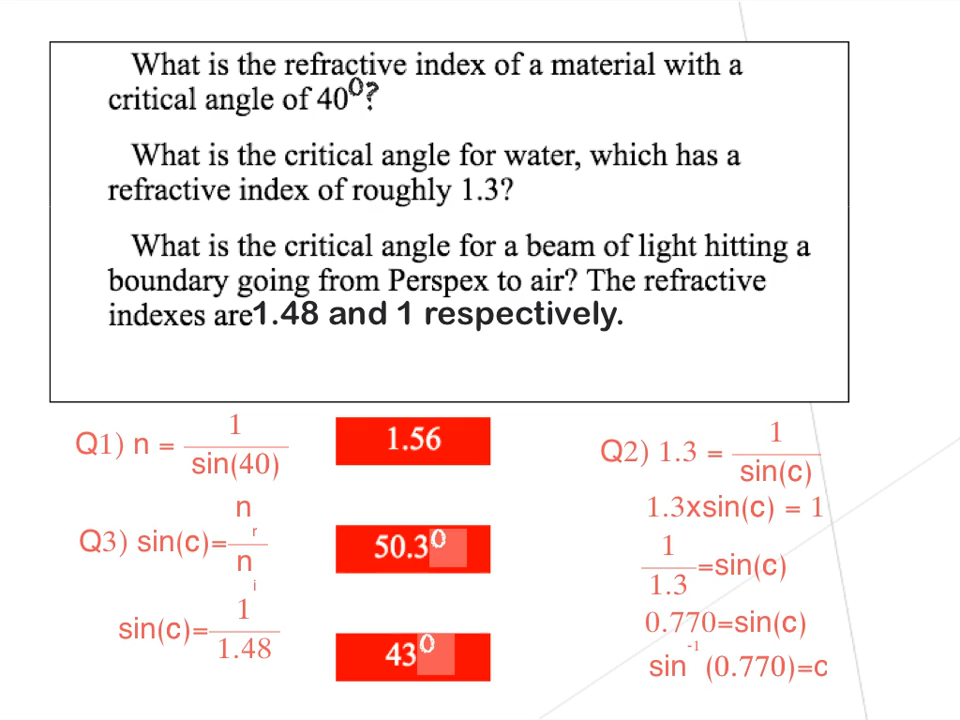 What is the refractive index of a material with a
critical angle of 40⁰?
What is the critical angle for water, which has a
refractive index of roughly 1.3?
What is the critical angle for a beam of light hitting a
boundary going from Perspex to air? The refractive
indexes are 1.48 and 1 respectively.
Q1) n = 1/sin(40)
1.56
Q3) sin(c)=nᵣ/nᵢ
50.3⁰
sin(c)=1/1.48
43⁰
Q2) 1.3 = 1/sin(c)
1.3xsin(c) = 1
1/1.3=sin(c)
0.770=sin(c)
sin⁻¹(0.770)=c